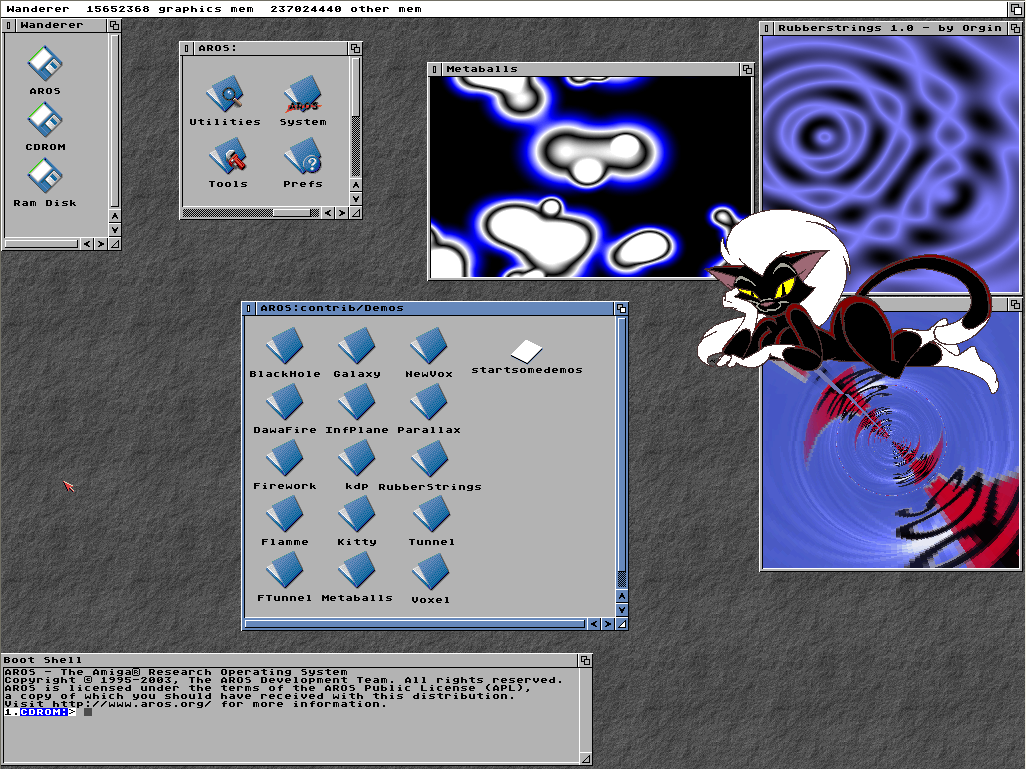 Wanderer  15652368 graphics mem  237024440 other mem
Wanderer
AROS
CDROM
Ram Disk
AROS:
Utilities
AROS
System
Tools
Prefs
Metaballs
Rubberstrings 1.0 - by Orgin
AROS:contrib/Demos
BlackHole Galaxy NewVox startsomedemos
DawaFire InfPlane Parallax
Firework kdp RubberStrings
Flamme Kitty Tunnel
FTunnel Metaballs Voxel
Boot Shell
AROS - The Amiga® Research Operating System
Copyright © 1995-2003, The AROS Development Team. All rights reserved.
AROS is licensed under the terms of the AROS Public License (APL),
a copy of which you should have received with this distribution.
Visit http://www.aros.org/ for more information.
1.CDROM:>